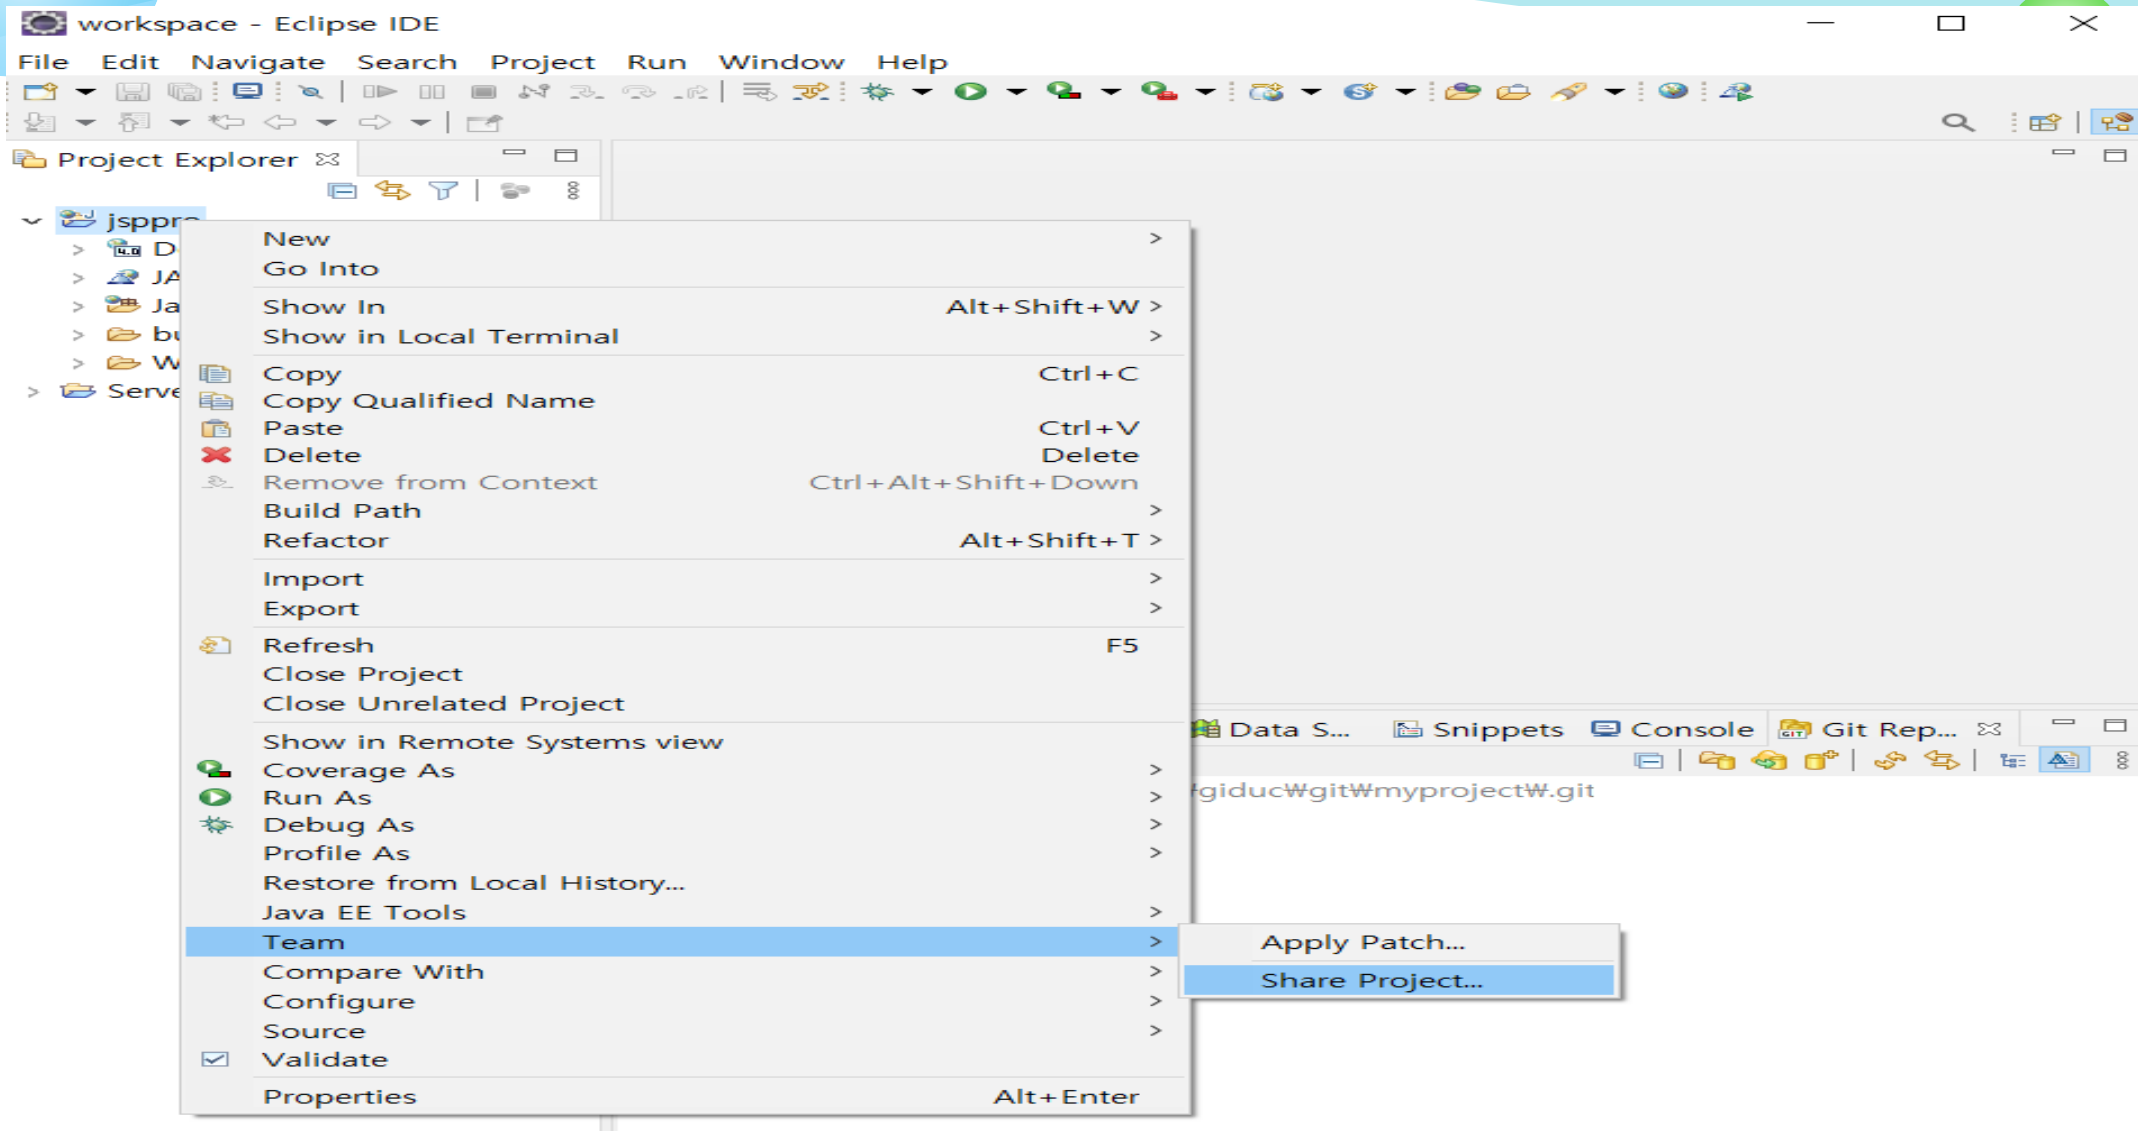 workspace - Eclipse IDE
File Edit Navigate Search Project Run Window Help
Project Explorer
jsppro
New
Go Into
Show In Alt+Shift+W
Show in Local Terminal
Copy Ctrl+C
Copy Qualified Name
Paste Ctrl+V
Delete Delete
Remove from Context Ctrl+Alt+Shift+Down
Build Path
Refactor Alt+Shift+T
Import
Export
Refresh F5
Close Project
Close Unrelated Project
Show in Remote Systems view
Coverage As
Run As
Debug As
Profile As
Restore from Local History...
Java EE Tools
Team
Compare With
Configure
Source
Validate
Properties Alt+Enter
Apply Patch...
Share Project...
D
JA
Ja
bu
W
Serve
Data S... Snippets Console Git Rep...
giduc₩git₩myproject₩.git